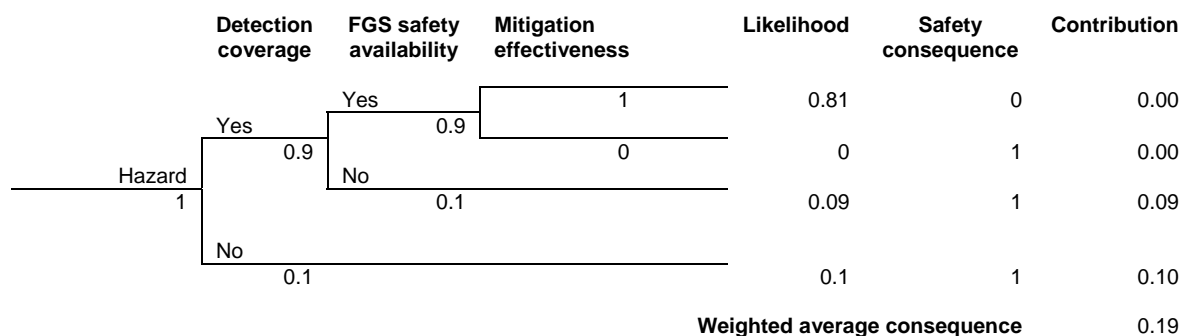 Detection coverage FGS safety availability Mitigation effectiveness Likelihood Safety consequence Contribution
Yes 1 0.81 0 0.00
Yes 0.9
0.9 0 0 1 0.00
Hazard No
1 0.1 0.09 1 0.09
No
0.1 0.1 1 0.10
Weighted average consequence 0.19